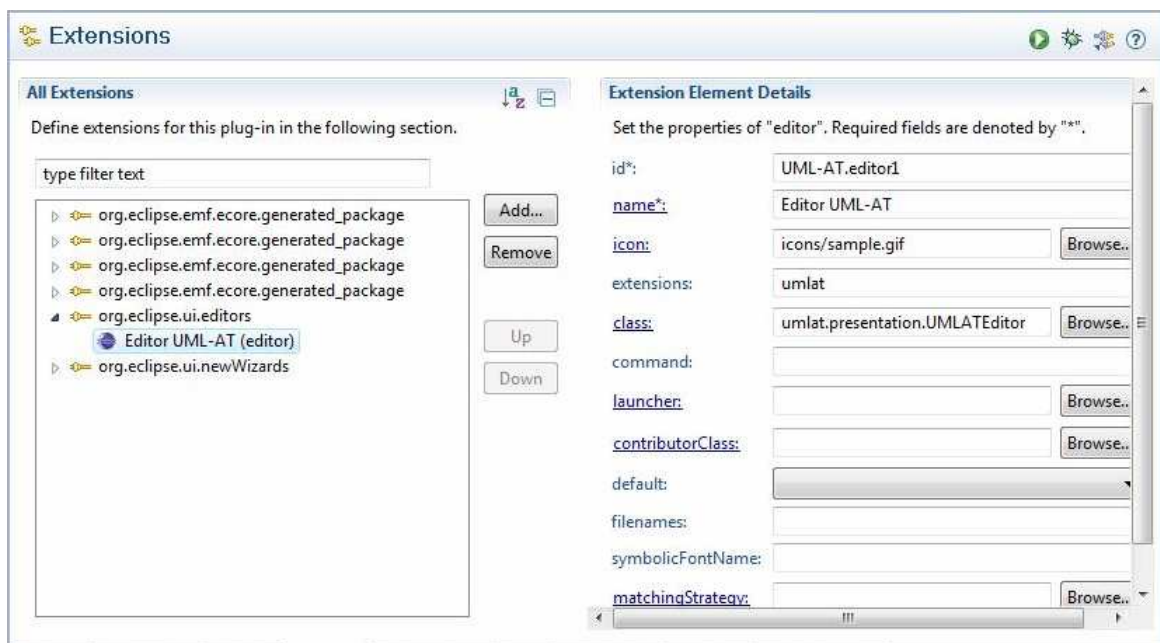 Extensions
All Extensions
Define extensions for this plug-in in the following section.
type filter text
org.eclipse.emf.ecore.generated_package
org.eclipse.emf.ecore.generated_package
org.eclipse.emf.ecore.generated_package
org.eclipse.emf.ecore.generated_package
org.eclipse.ui.editors
Editor UML-AT (editor)
org.eclipse.ui.newWizards
Add...
Remove
Up
Down
Extension Element Details
Set the properties of "editor". Required fields are denoted by "*".
id*: UML-AT.editor1
name*: Editor UML-AT
icon: icons/sample.gif Browse..
extensions: umlat
class: umlat.presentation.UMLATEditor Browse..
command:
launcher: Browse..
contributorClass: Browse..
default:
filenames:
symbolicFontName:
matchingStrategy: Browse..